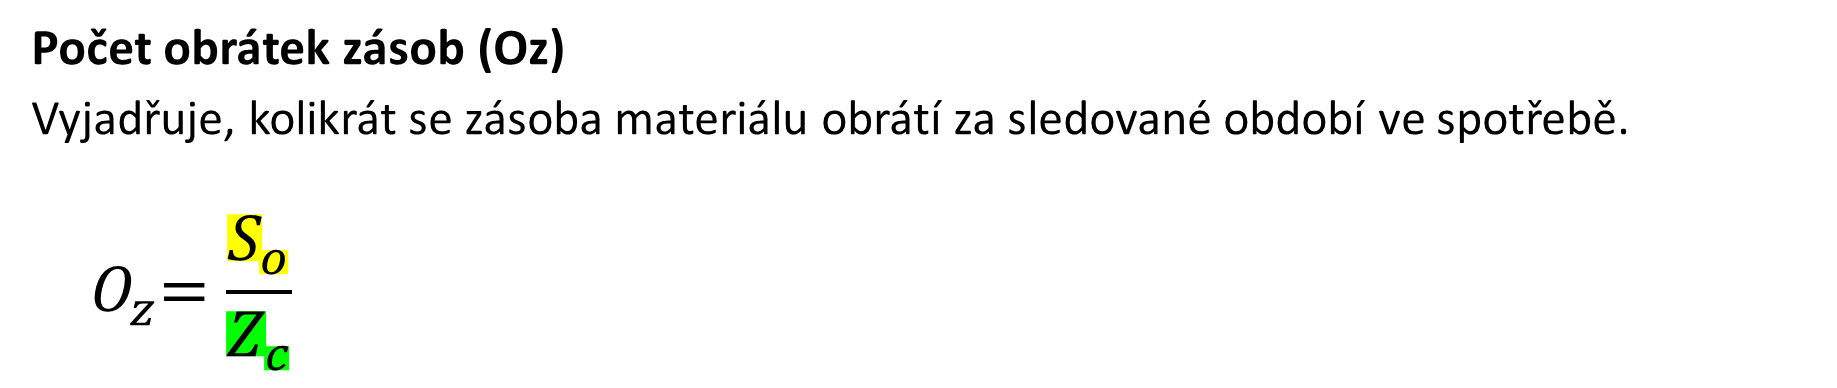 Počet obrátek zásob (Oz)
Vyjadřuje, kolikrát se zásoba materiálu obrátí za sledované období ve spotřebě.
O_z = S_o / Z_c